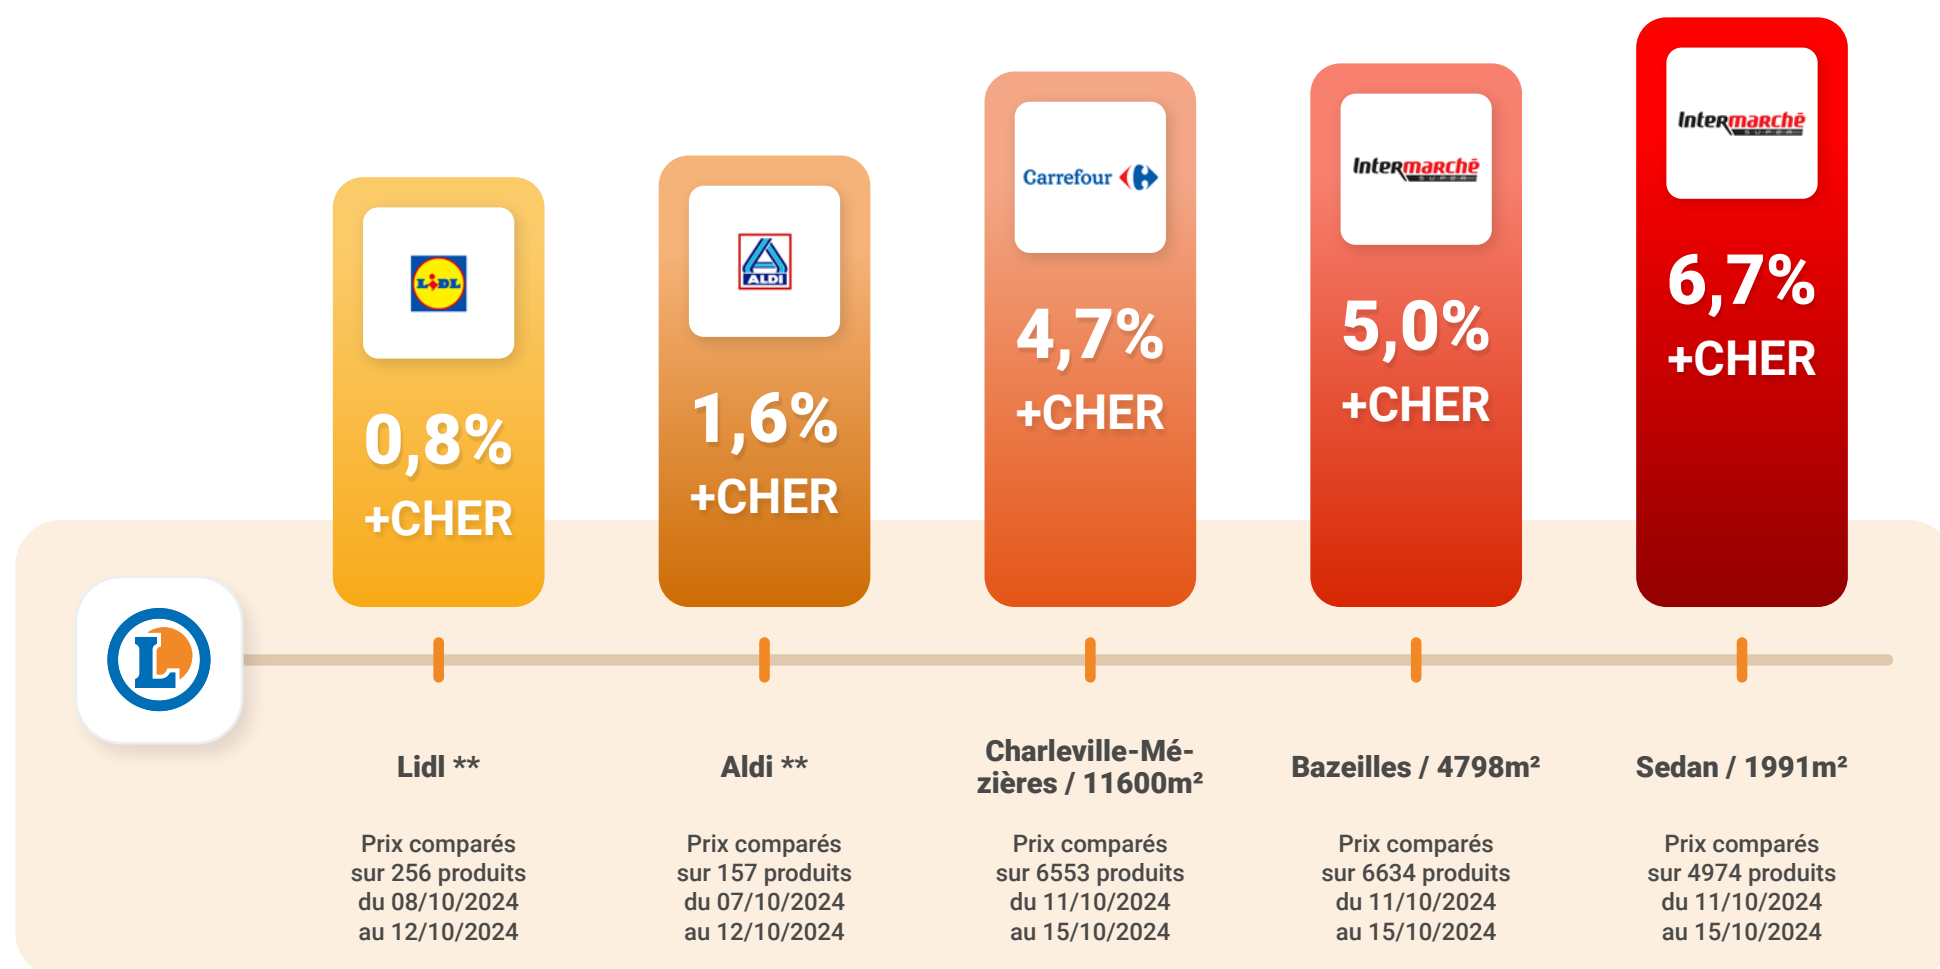 LIDL
0,8%
+CHER
ALDI
1,6%
+CHER
Carrefour
4,7%
+CHER
Intermarchē
SUPER
5,0%
+CHER
Intermarchē
SUPER
6,7%
+CHER
L
Lidl **
Prix comparés
sur 256 produits
du 08/10/2024
au 12/10/2024
Aldi **
Prix comparés
sur 157 produits
du 07/10/2024
au 12/10/2024
Charleville-Mé-
zières / 11600m²
Prix comparés
sur 6553 produits
du 11/10/2024
au 15/10/2024
Bazeilles / 4798m²
Prix comparés
sur 6634 produits
du 11/10/2024
au 15/10/2024
Sedan / 1991m²
Prix comparés
sur 4974 produits
du 11/10/2024
au 15/10/2024